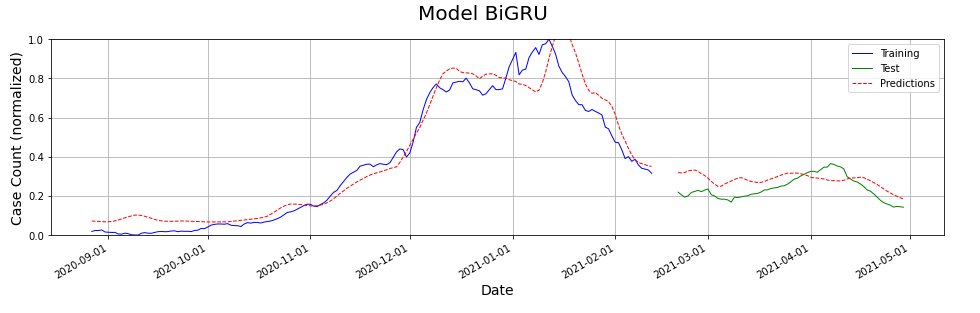 Model BiGRU
Case Count (normalized)
1.0
0.8
0.6
0.4
0.2
0.0
Training
Test
Predictions
2020-09-01
2020-10-01
2020-11-01
2020-12-01
2021-01-01
2021-02-01
2021-03-01
2021-04-01
2021-05-01
Date